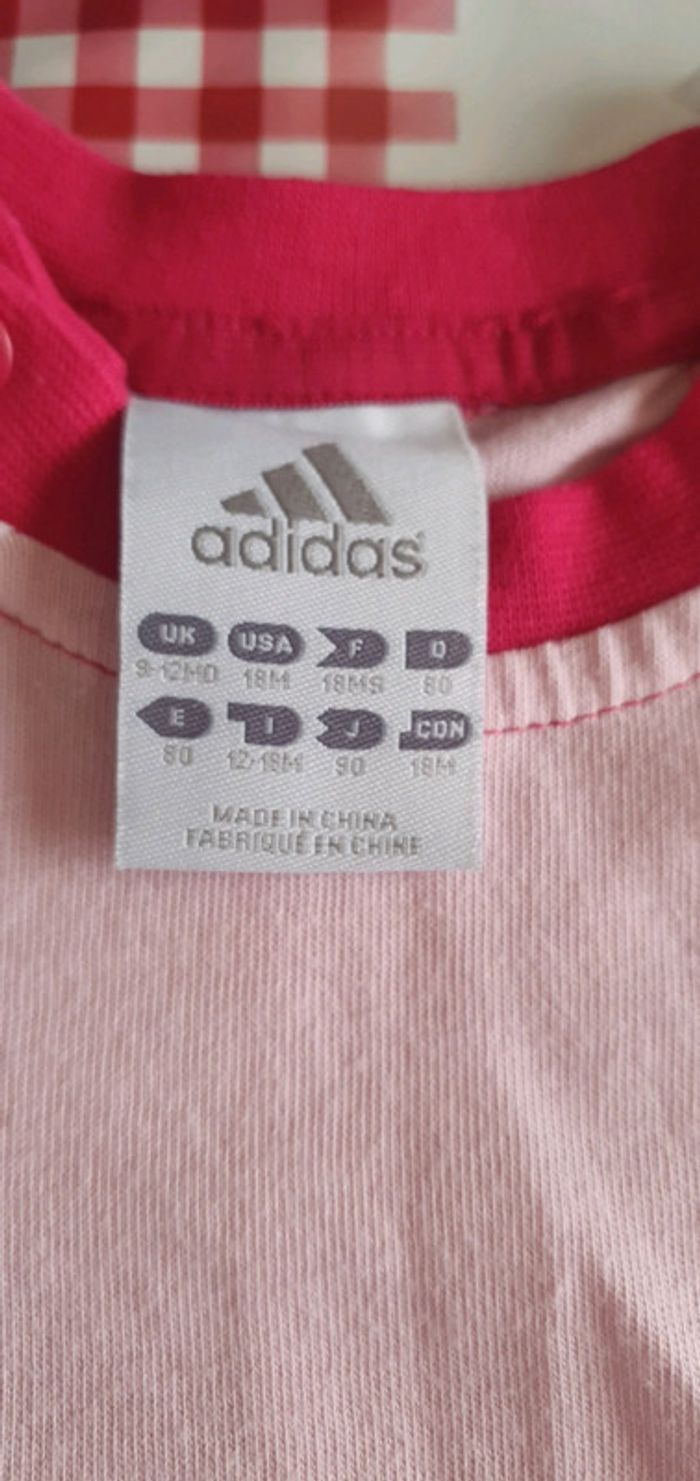 adidas
UK USA F D
9-12MO 18M 18MS 80
E I J CDN
80 12-18M 90 18M
MADE IN CHINA
FABRIQUÉ EN CHINE